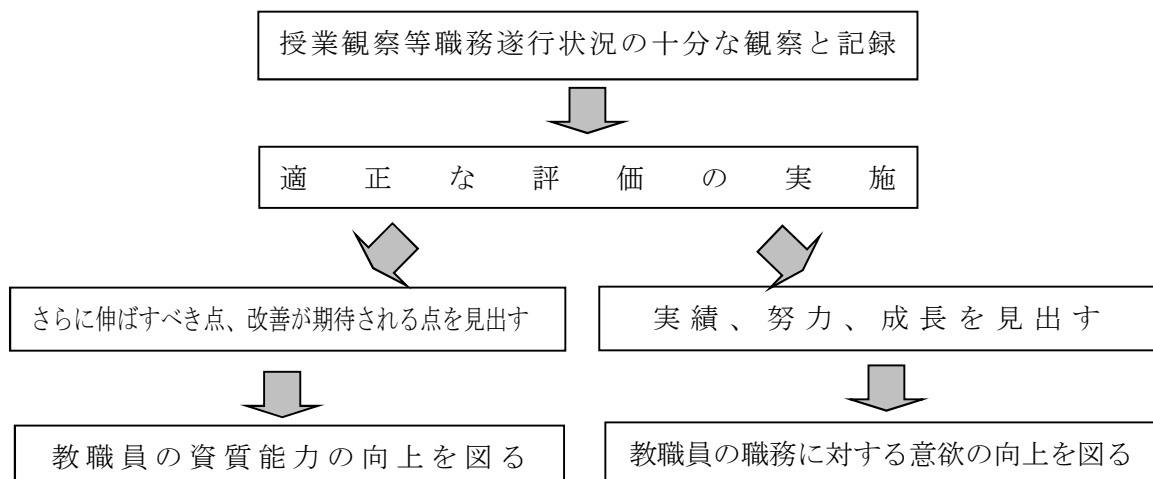 授業観察等職務遂行状況の十分な観察と記録
適正な評価の実施
さらに伸ばすべき点、改善が期待される点を見出す
実績、努力、成長を見出す
教職員の資質能力の向上を図る
教職員の職務に対する意欲の向上を図る